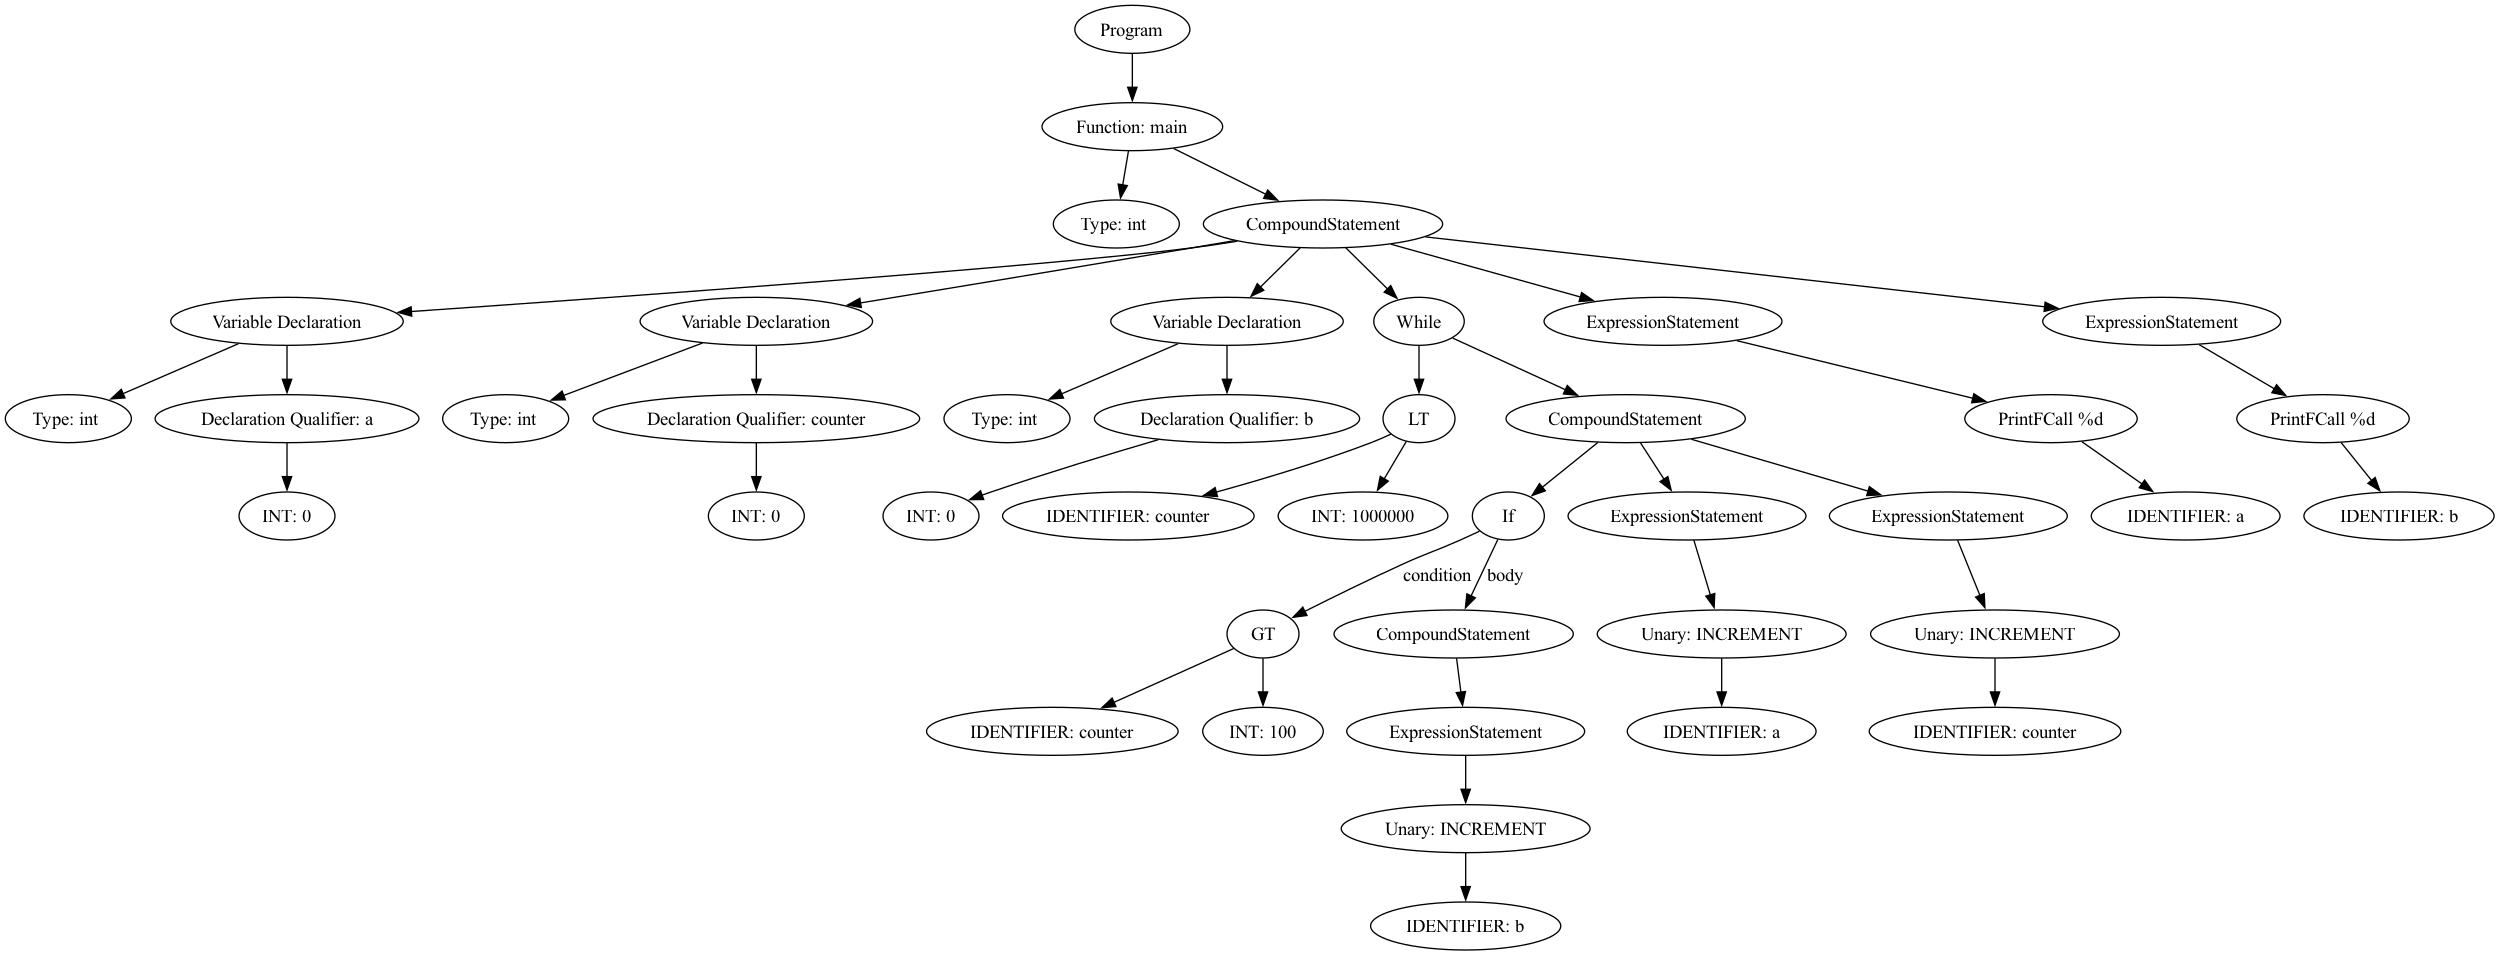 Program
Function: main
Type: int
CompoundStatement
Variable Declaration
Variable Declaration
Variable Declaration
While
ExpressionStatement
ExpressionStatement
Type: int
Declaration Qualifier: a
Type: int
Declaration Qualifier: counter
Type: int
Declaration Qualifier: b
LT
CompoundStatement
PrintFCall %d
PrintFCall %d
INT: 0
INT: 0
INT: 0
IDENTIFIER: counter
INT: 1000000
If
ExpressionStatement
ExpressionStatement
IDENTIFIER: a
IDENTIFIER: b
condition
body
GT
CompoundStatement
Unary: INCREMENT
Unary: INCREMENT
IDENTIFIER: counter
INT: 100
ExpressionStatement
IDENTIFIER: a
IDENTIFIER: counter
Unary: INCREMENT
IDENTIFIER: b